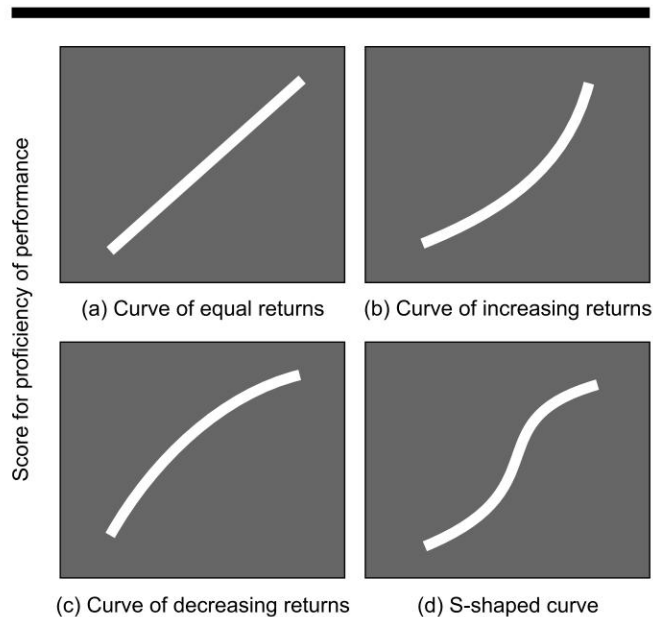 Score for proficiency of performance
(a) Curve of equal returns
(b) Curve of increasing returns
(c) Curve of decreasing returns
(d) S-shaped curve